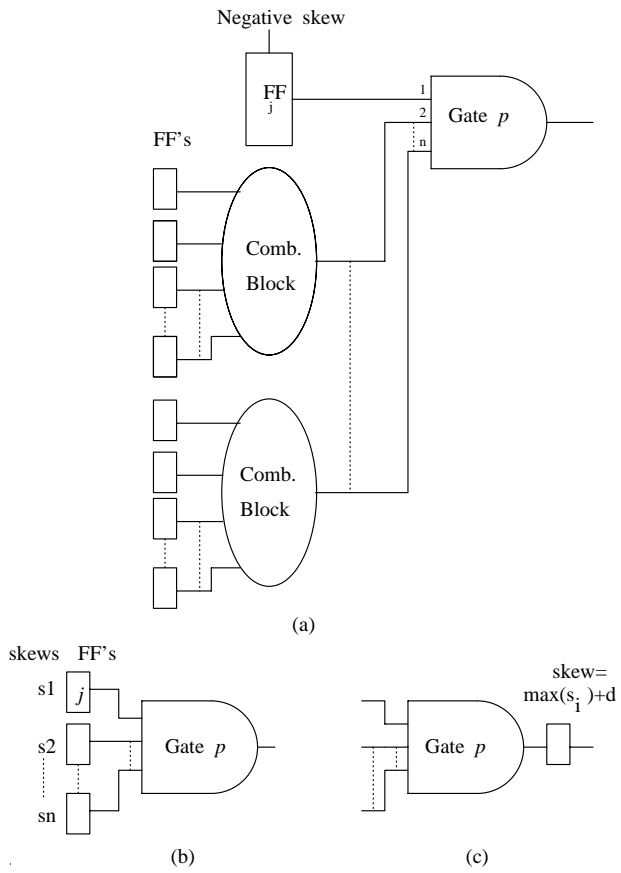 Negative skew
FF
j
1
2
n
Gate p
FF's
Comb.
Block
Comb.
Block
(a)
skews FF's
s1
j
s2
sn
Gate p
(b)
skew=
max(s i )+d
Gate p
(c)